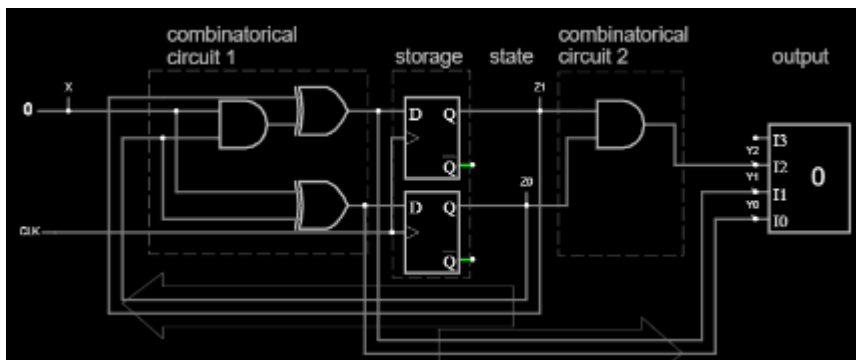 combinatorical
circuit 1
storage
state
combinatorical
circuit 2
output
0
X
Z1
D Q
Q
Z0
D Q
Q
CLK
Y2
Y1
Y0
I3
I2
I1
I0
0